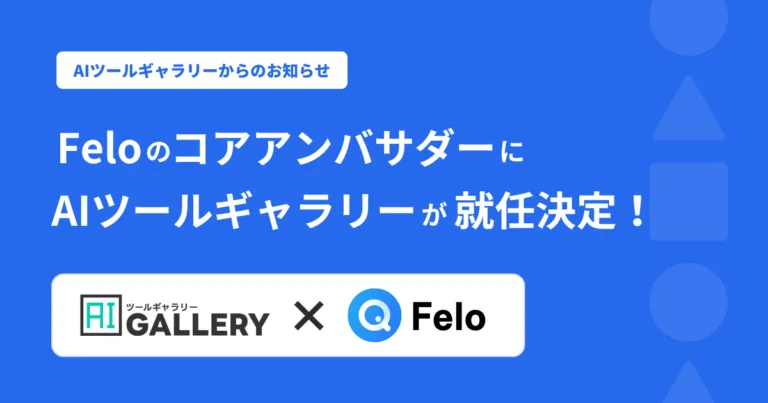 AIツールギャラリーからのお知らせ
Feloのコアアンバサダーに
AIツールギャラリーが就任決定！
AI ツールギャラリー
GALLERY × Felo